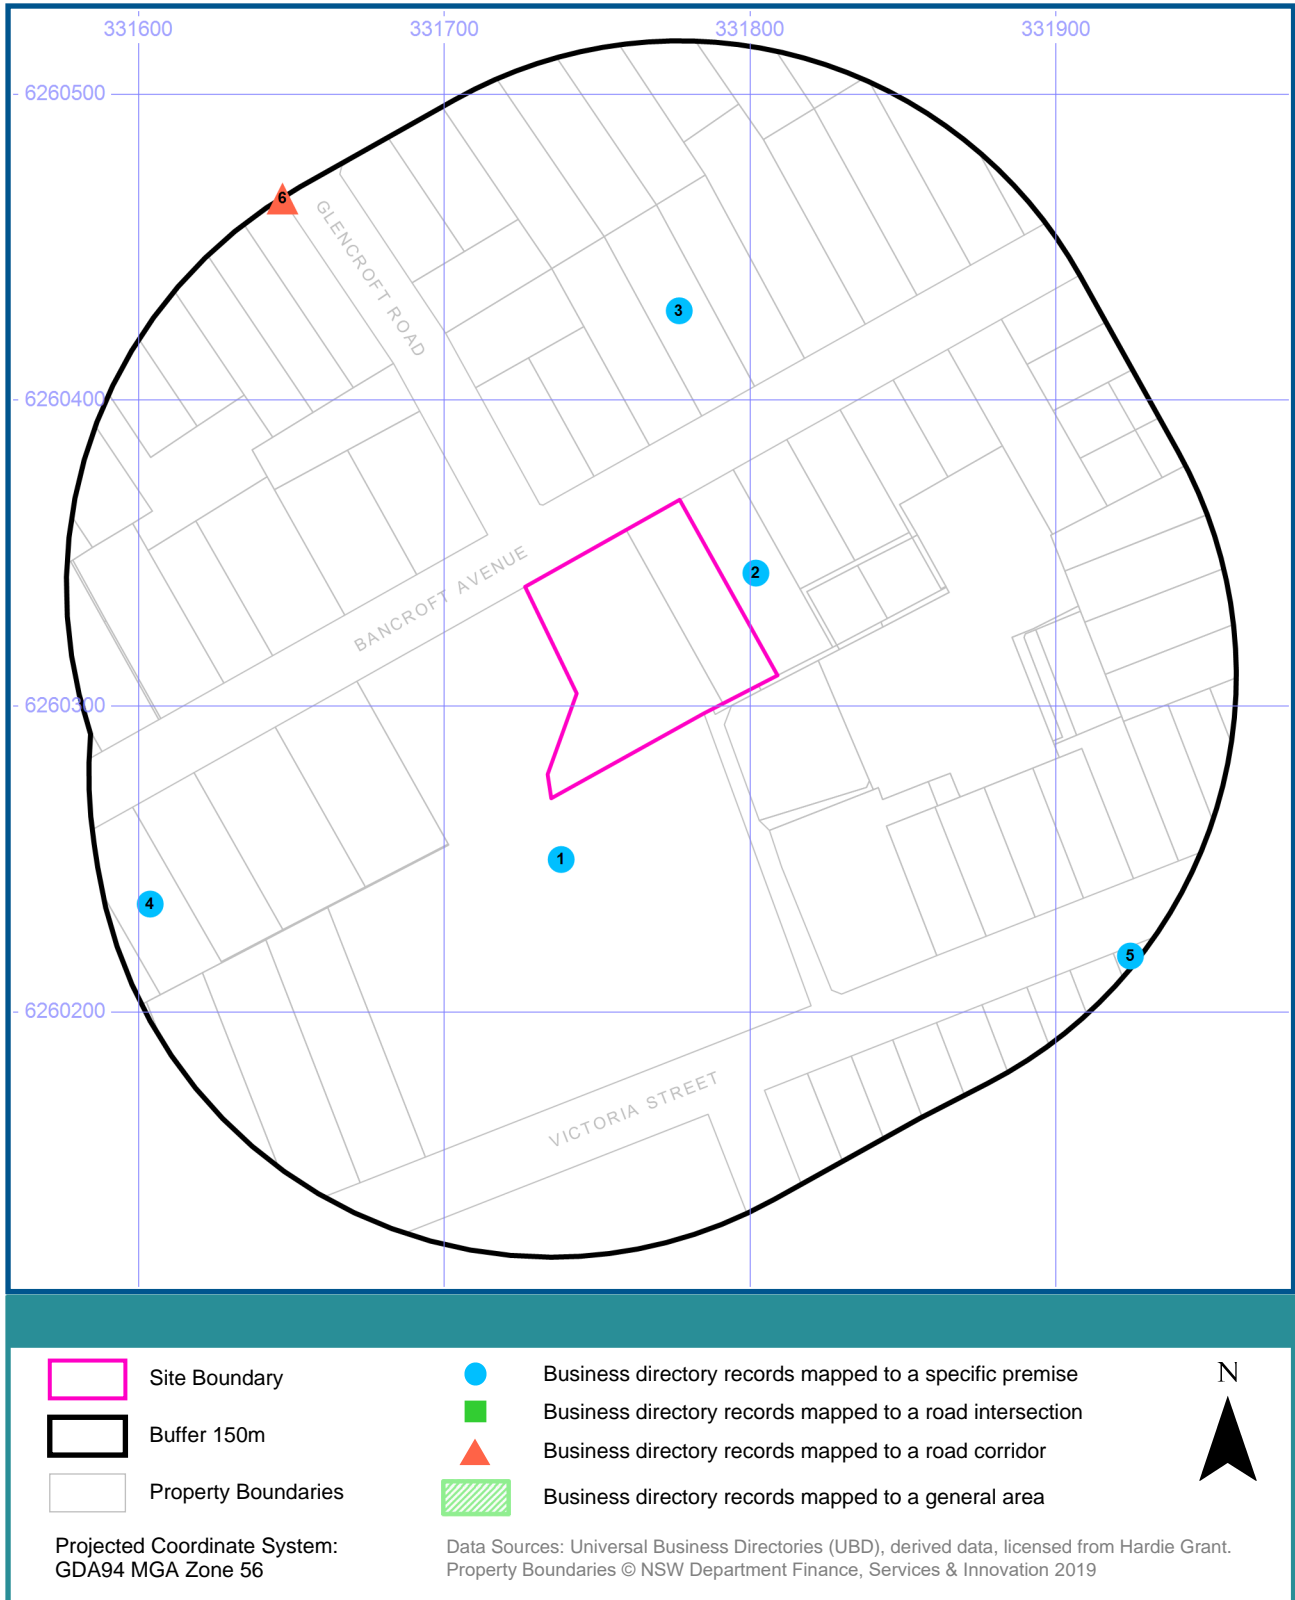 331600 331700 331800 331900
6260500
6
GLENCROFT ROAD
3
6260400
2
BANCROFT AVENUE
6260300
1
4
5
6260200
VICTORIA STREET
Site Boundary
Buffer 150m
Property Boundaries
Projected Coordinate System:
GDA94 MGA Zone 56
Business directory records mapped to a specific premise
Business directory records mapped to a road intersection
Business directory records mapped to a road corridor
Business directory records mapped to a general area
Data Sources: Universal Business Directories (UBD), derived data, licensed from Hardie Grant.
Property Boundaries © NSW Department Finance, Services & Innovation 2019
N